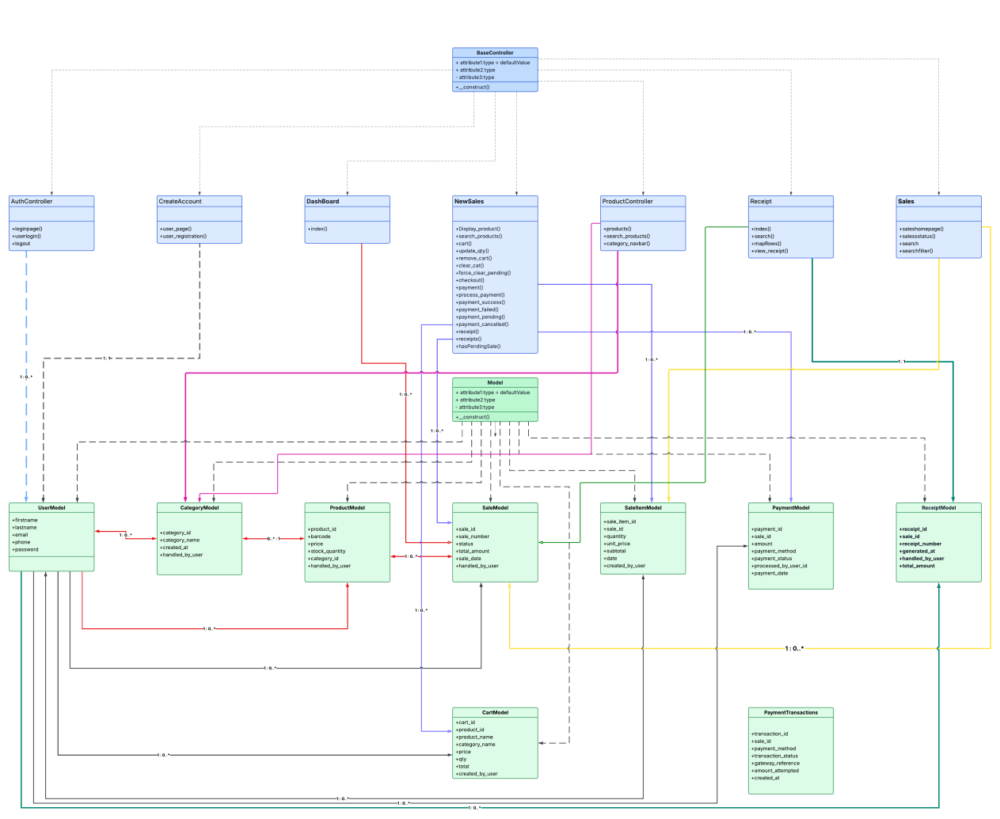 BaseController
+ attribute1:type = defaultValue
+ attribute2:type
- attribute3:type
+__construct()
AuthController
+loginpage()
+userlogin()
+logout
CreateAccount
+user_page()
+user_registration()
DashBoard
+index()
NewSales
+Display_product()
+search_products()
+cart()
+update_qty()
+remove_cart()
+clear_cat()
+force_clear_pending()
+checkout()
+payment()
+process_payment()
+payment_success()
+payment_failed()
+payment_pending()
+payment_cancelled()
+receipt()
+receipts()
+hasPendingSale()
ProductController
+products()
+search_products()
+category_navbar()
Receipt
+index()
+search()
+mapRows()
+view_receipt()
Sales
+saleshomepage()
+salessstatus()
+search
+searchfilter()
1 : 0..*
1 : 1
1 : 0..*
1 : 1
1 : 0..*
1 : 0..*
1 : 0..*
1 : 0..*
Model
+ attribute1:type = defaultValue
+ attribute2:type
- attribute3:type
+__construct()
UserModel
+firstname
+lastname
+email
+phone
+password
1 : 0..*
CategoryModel
+category_id
+category_name
+created_at
+handled_by_user
0..* : 1
ProductModel
+product_id
+barcode
+price
+stock_quantity
+category_id
+handled_by_user
1 : 0..*
SaleModel
+sale_id
+sale_number
+status
+total_amount
+sale_date
+handled_by_user
SaleItemModel
+sale_item_id
+sale_id
+quantity
+unit_price
+subtotal
+date
+created_by_user
PaymentModel
+payment_id
+sale_id
+amount
+payment_method
+payment_status
+processed_by_user_id
+payment_date
ReceiptModel
+receipt_id
+sale_id
+receipt_number
+generated_at
+handled_by_user
+total_amount
1 : 0..*
1 : 0..*
1 : 0..*
1 : 0..*
CartModel
+cart_id
+product_id
+product_name
+category_name
+price
+qty
+total
+created_by_user
PaymentTransactions
+transaction_id
+sale_id
+payment_method
+transaction_status
+gateway_reference
+amount_attempted
+created_at
1 : 0..*
1 : 0..*
1 : 0..*
1 : 0..*